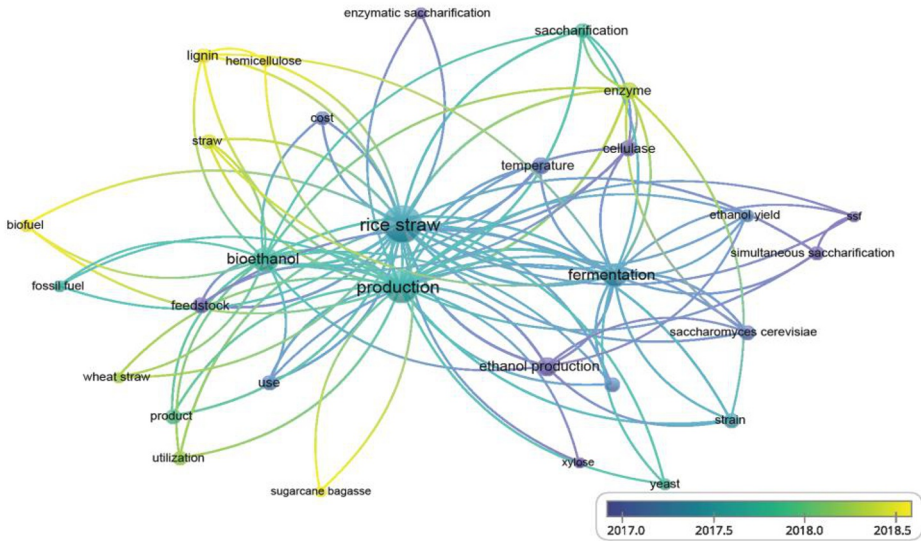 enzymatic saccharification
saccharification
lignin
hemicellulose
enzyme
cost
straw
cellulase
temperature
biofuel
rice straw
ethanol yield
ssf
bioethanol
simultaneous saccharification
fossil fuel
production
fermentation
feedstock
saccharomyces cerevisiae
ethanol production
wheat straw
use
product
strain
utilization
xylose
sugarcane bagasse
yeast
2017.0 2017.5 2018.0 2018.5